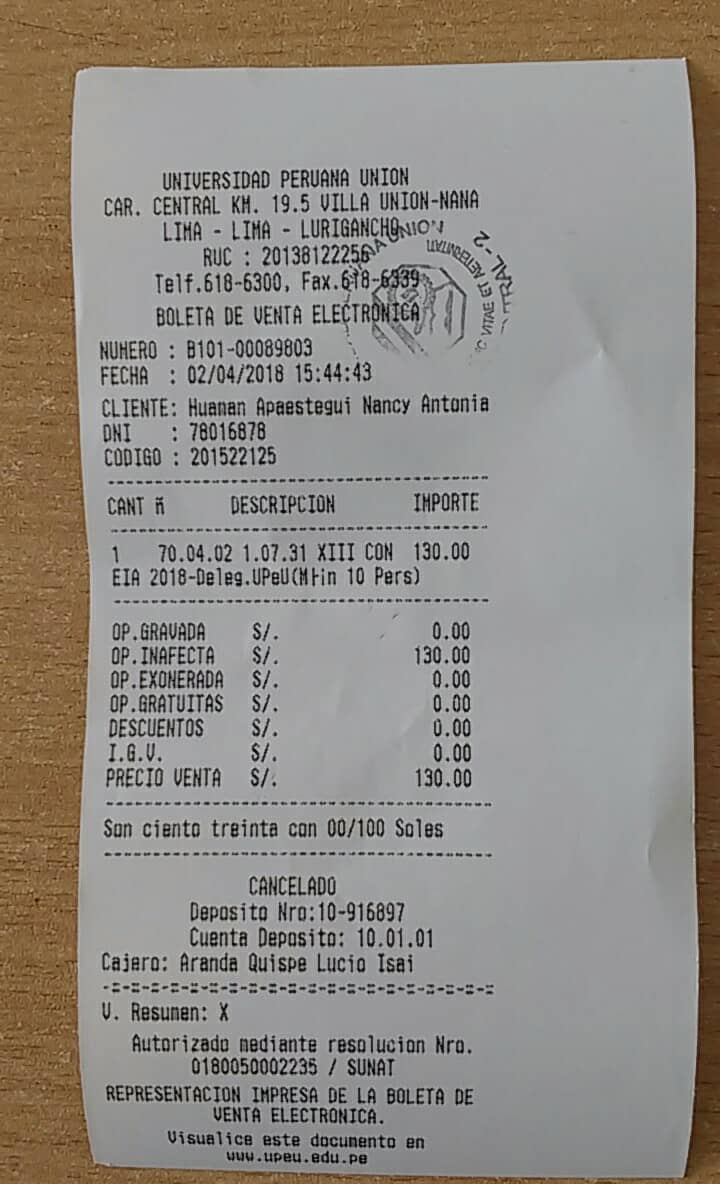 UNIVERSIDAD PERUANA UNION
CAR. CENTRAL KM. 19.5 VILLA UNION-NANA
LIMA - LIMA - LURIGANCHO
RUC : 20138122256
Telf.618-6300, Fax.618-6339
BOLETA DE VENTA ELECTRONICA
UNION
VITAE ET AETERNITATI
TRAL-2
NUMERO : B101-00089803
FECHA : 02/04/2018 15:44:43
CLIENTE: Huaman Apaestegui Nancy Antonia
DNI : 78016878
CODIGO : 201522125
CANT ñ DESCRIPCION IMPORTE
1 70.04.02 1.07.31 XIII CON 130.00
EIA 2018-Deleg.UPeU(M+in 10 Pers)
OP.GRAVADA S/. 0.00
OP.INAFECTA S/. 130.00
OP.EXONERADA S/. 0.00
OP.GRATUITAS S/. 0.00
DESCUENTOS S/. 0.00
I.G.V. S/. 0.00
PRECIO VENTA S/. 130.00
Son ciento treinta con 00/100 Soles
CANCELADO
Deposito Nro:10-916897
Cuenta Deposito: 10.01.01
Cajero: Aranda Quispe Lucio Isai
V. Resumen: X
Autorizado mediante resolucion Nro.
0180050002235 / SUNAT
REPRESENTACION IMPRESA DE LA BOLETA DE
VENTA ELECTRONICA.
Visualice este documento en
www.upeu.edu.pe